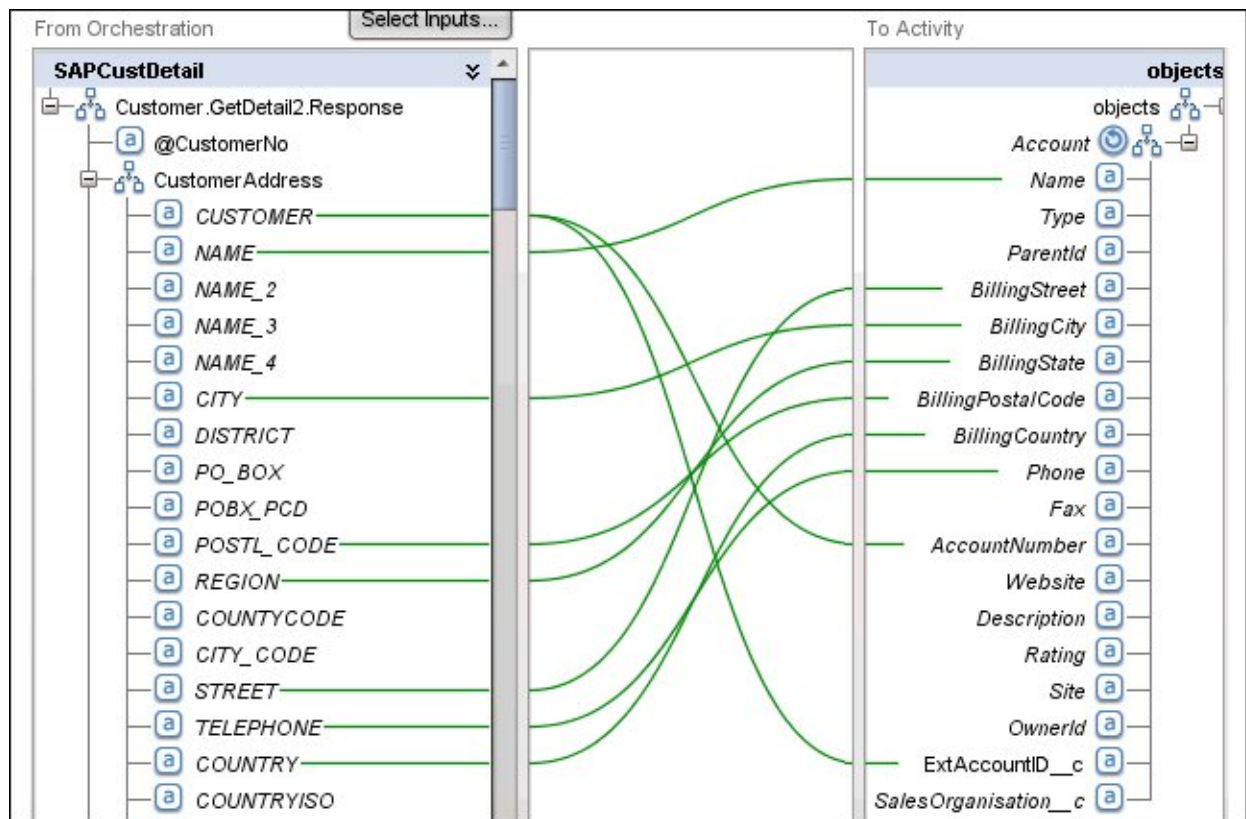 From Orchestration
Select Inputs...
To Activity
SAPCustDetail
Customer.GetDetail2.Response
@CustomerNo
CustomerAddress
CUSTOMER
NAME
NAME_2
NAME_3
NAME_4
CITY
DISTRICT
PO_BOX
POBX_PCD
POSTL_CODE
REGION
COUNTYCODE
CITY_CODE
STREET
TELEPHONE
COUNTRY
COUNTRYISO
objects
objects
Account
Name
Type
ParentId
BillingStreet
BillingCity
BillingState
BillingPostalCode
BillingCountry
Phone
Fax
AccountNumber
Website
Description
Rating
Site
OwnerId
ExtAccountID__c
SalesOrganisation__c